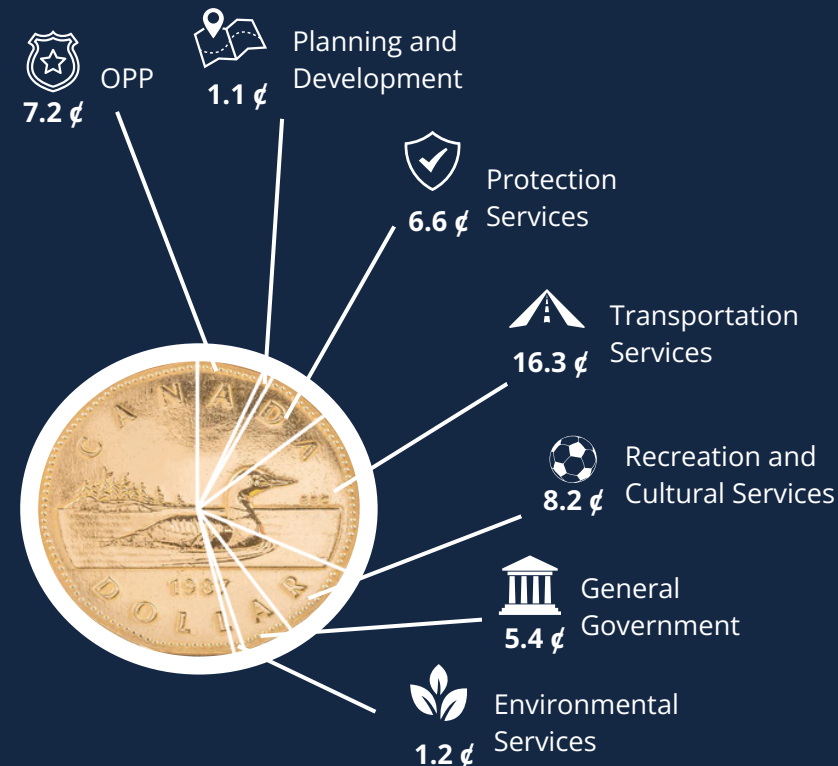 OPP
7.2 ¢
Planning and
Development
1.1 ¢
Protection
Services
6.6 ¢
Transportation
Services
16.3 ¢
Recreation and
Cultural Services
8.2 ¢
General
Government
5.4 ¢
Environmental
Services
1.2 ¢
CANADA
1987
DOLLAR